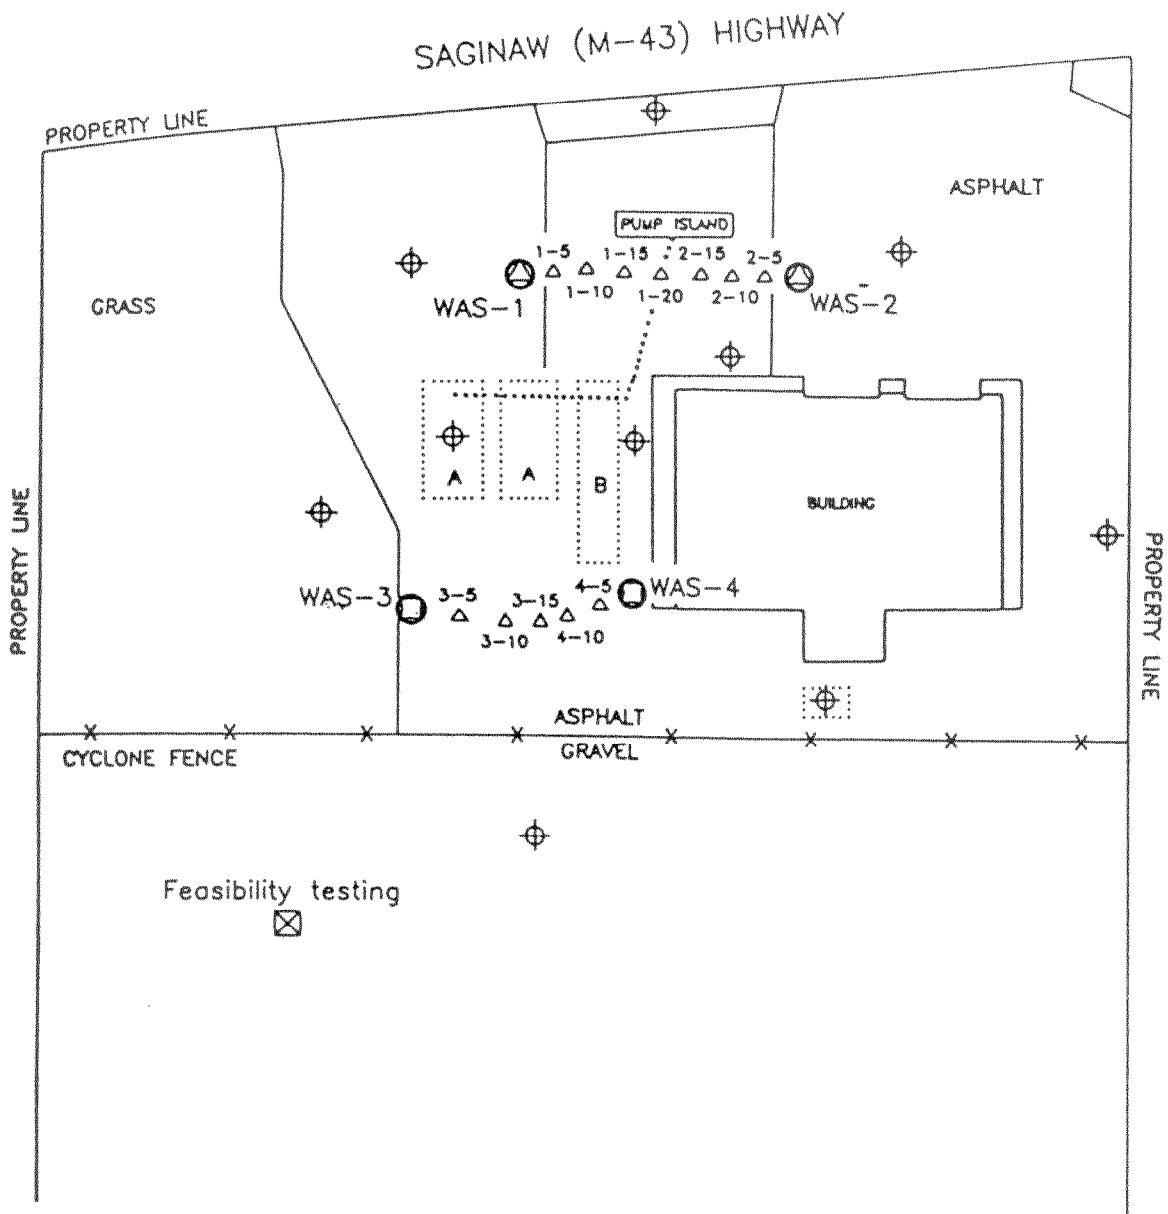 SAGINAW (M-43) HIGHWAY
PROPERTY LINE
ASPHALT
PUMP ISLAND
1-5 1-15 2-15 2-5
GRASS
WAS-1 1-10 1-20 2-10 WAS-2
A A B
BUILDING
PROPERTY LINE
PROPERTY LINE
WAS-3 3-5 3-15 4-5 WAS-4
3-10 4-10
ASPHALT
CYCLONE FENCE GRAVEL
Feasibility testing